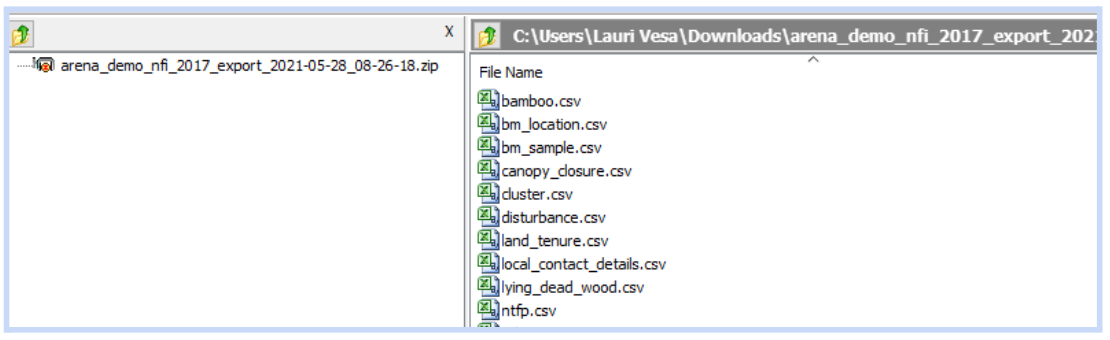 X
arena_demo_nfi_2017_export_2021-05-28_08-26-18.zip
C:\Users\Lauri Vesa\Downloads\arena_demo_nfi_2017_export_202
File Name
bamboo.csv
bm_location.csv
bm_sample.csv
canopy_closure.csv
cluster.csv
disturbance.csv
land_tenure.csv
local_contact_details.csv
lying_dead_wood.csv
ntfp.csv